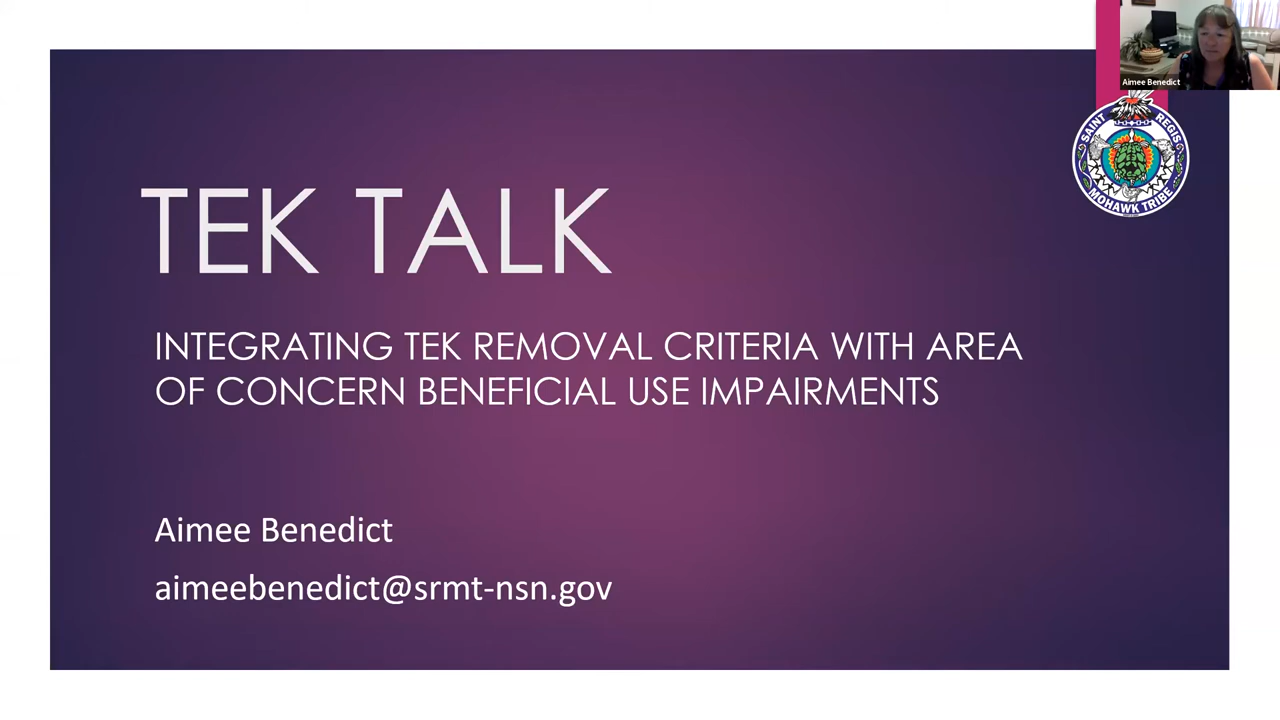 Aimee Benedict
SAINT REGIS
MOHAWK TRIBE
TEK TALK
INTEGRATING TEK REMOVAL CRITERIA WITH AREA
OF CONCERN BENEFICIAL USE IMPAIRMENTS
Aimee Benedict
aimeebenedict@srmt-nsn.gov